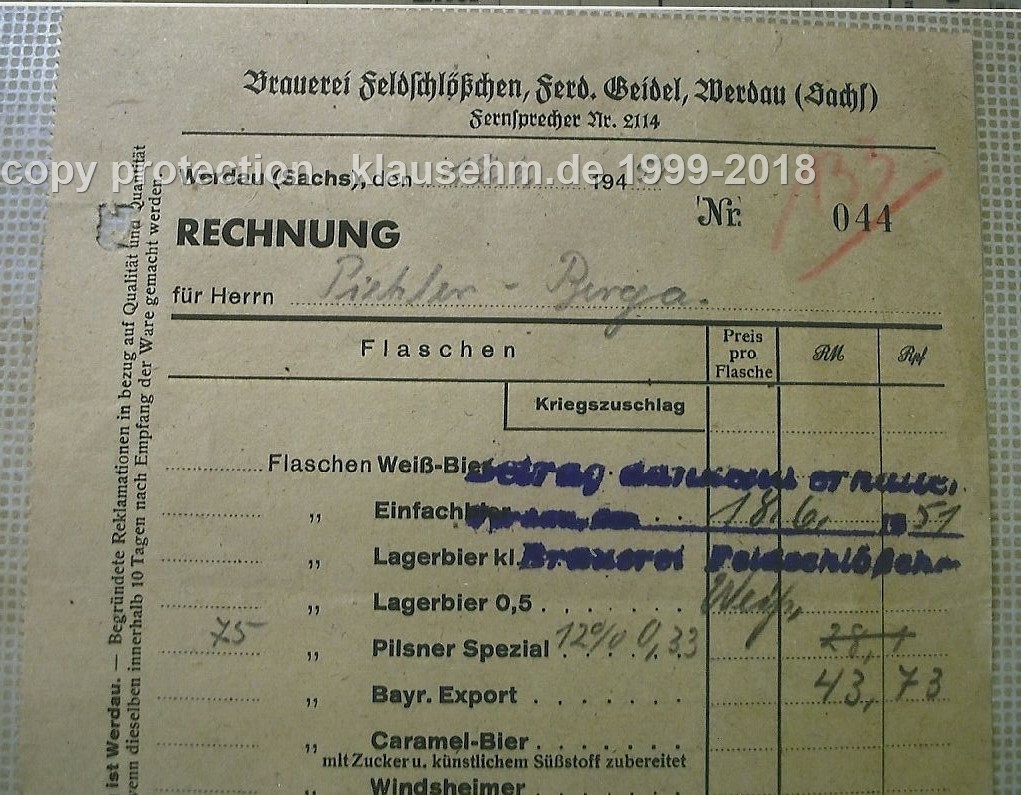 Brauerei Feldschlößchen, Ferd. Geidel, Werdau (Sachs)
Fernsprecher Nr. 2114
copy protection - klausehm.de 1999-2018
Werdau (Sachs), den 194
Nr. 044
RECHNUNG
für Herrn Piehler - Berga.
Flaschen Preis pro Flasche RM Rpf
Kriegszuschlag
Flaschen Weiß-Bier
Betrag dankend erhalten
„ Einfachbier
18.6. 1951
„ Lagerbier kl.
Brauerei Feldschlößchen
„ Lagerbier 0,5
75 „ Pilsner Spezial 12% 0,33 28,1
„ Bayr. Export 43,73
„ Caramel-Bier
mit Zucker u. künstlichem Süßstoff zubereitet
Windsheimer
ist Werdau. — Begründete Reklamationen in bezug auf Qualität und Quantität
wenn dieselben innerhalb 10 Tagen nach Empfang der Ware gemacht werden.